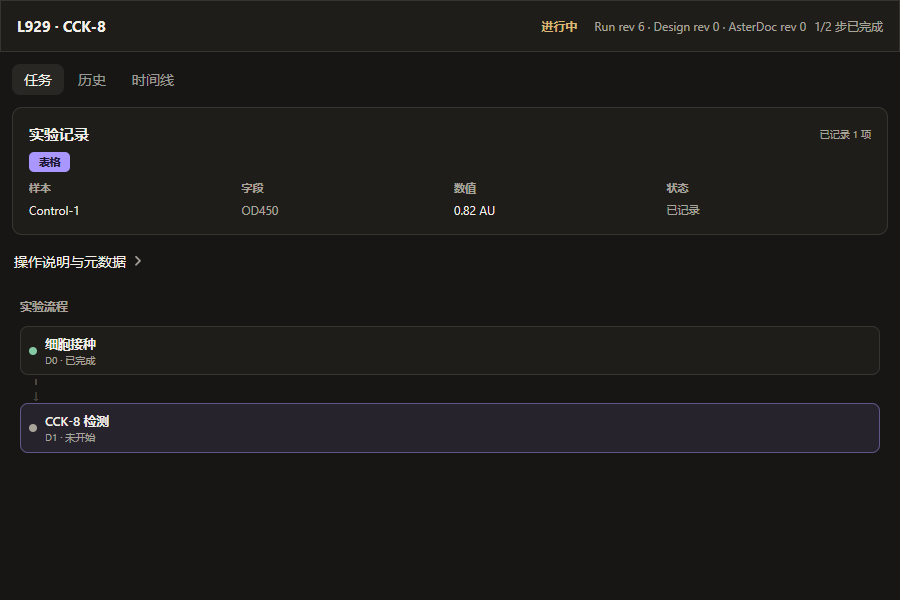 L929 · CCK-8 进行中 Run rev 6 · Design rev 0 · AsterDoc rev 0 1/2 步已完成
任务 历史 时间线
实验记录 已记录 1 项
表格
样本 字段 数值 状态
Control-1 OD450 0.82 AU 已记录
操作说明与元数据
实验流程
细胞接种
D0 · 已完成
CCK-8 检测
D1 · 未开始